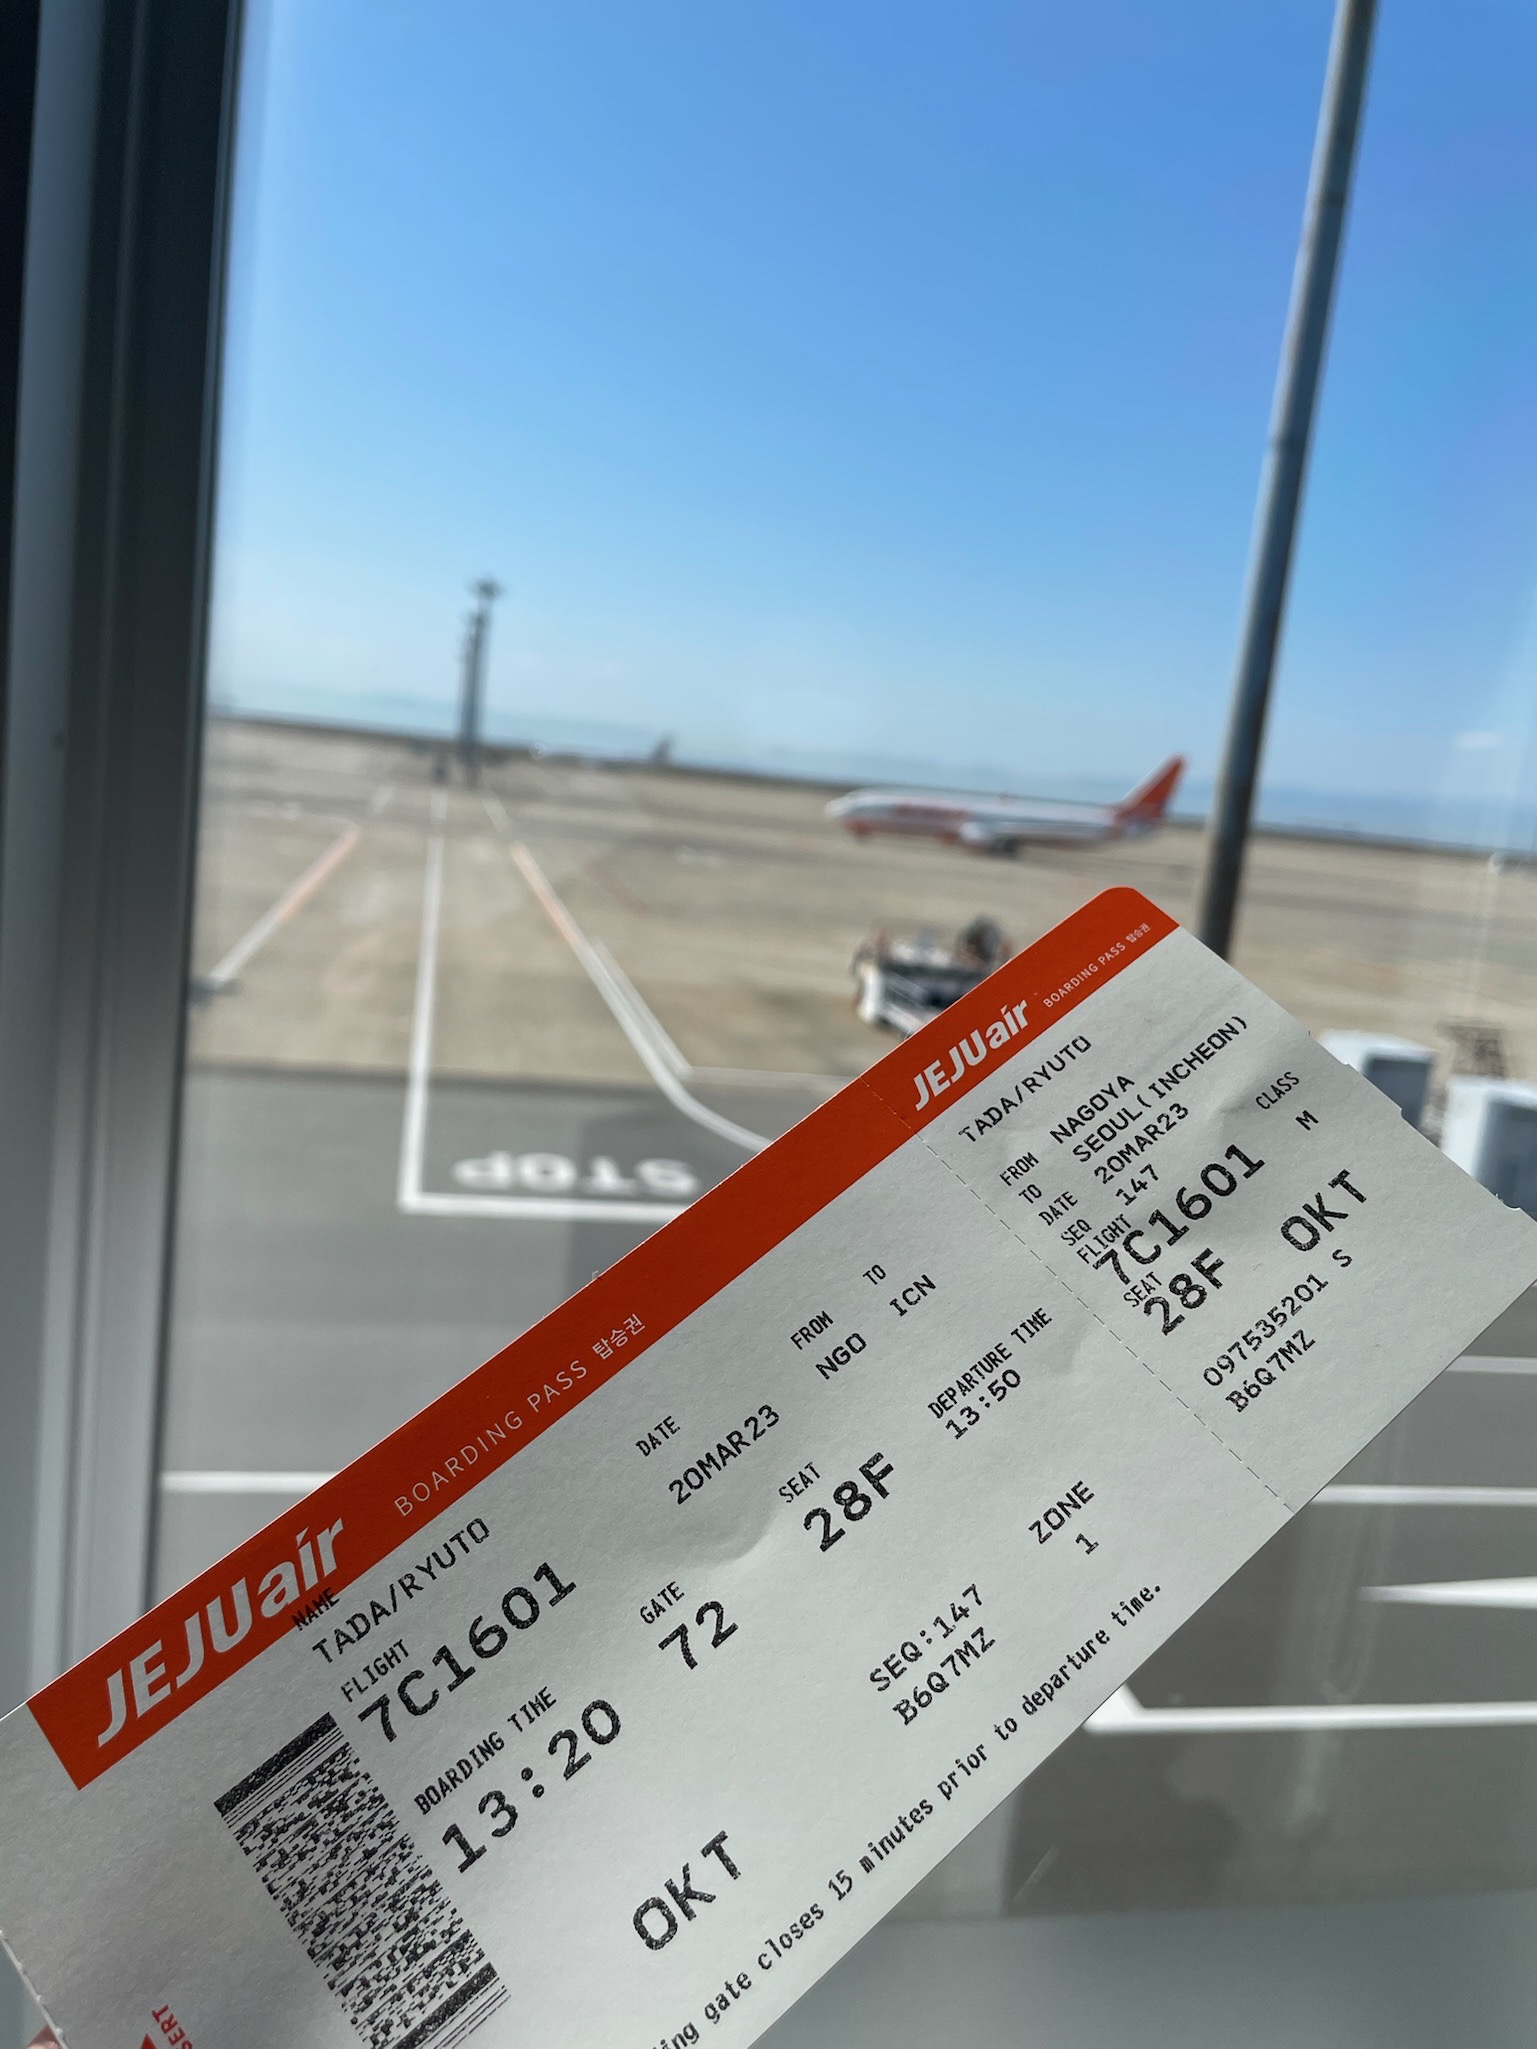 JEJUair BOARDING PASS 탑승권
NAME
TADA/RYUTO
DATE
20MAR23
FROM TO
NGO ICN
FLIGHT
7C1601
GATE
72
SEAT
28F
DEPARTURE TIME
13:50
BOARDING TIME
13:20
SEQ:147
B6Q7MZ
ZONE
1
OKT
gate closes 15 minutes prior to departure time.
JEJUair BOARDING PASS 탑승권
TADA/RYUTO
FROM NAGOYA
TO SEOUL(INCHEON)
DATE 20MAR23
SEQ 147
FLIGHT CLASS
7C1601 M
SEAT
28F OKT
097535201 S
B6Q7MZ
STOP